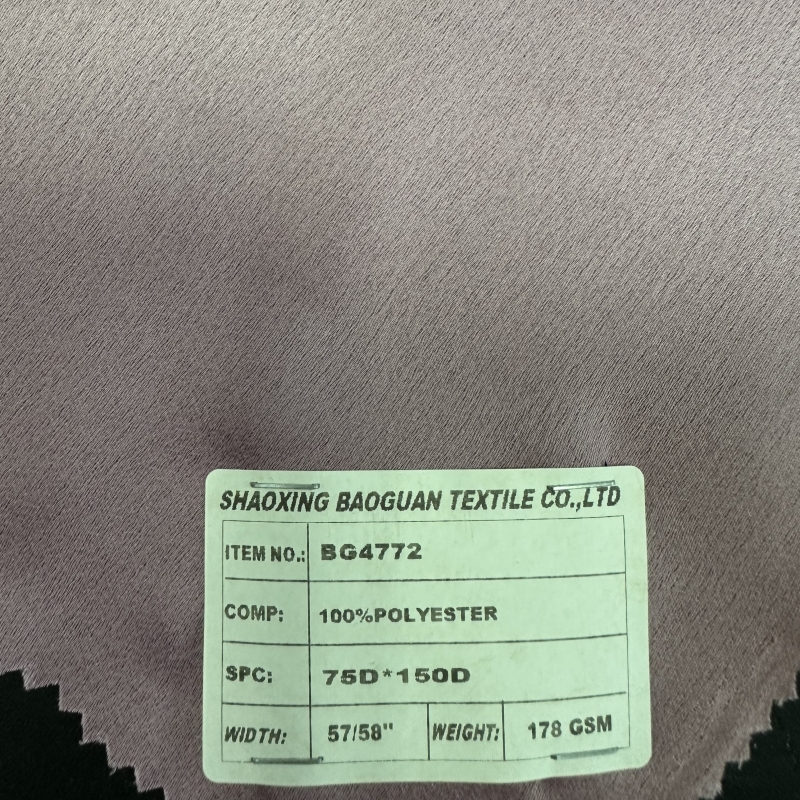 SHAOXING BAOGUAN TEXTILE CO.,LTD
ITEM NO.: BG4772
COMP: 100%POLYESTER
SPC: 75D*150D
WIDTH: 57/58" WEIGHT: 178 GSM